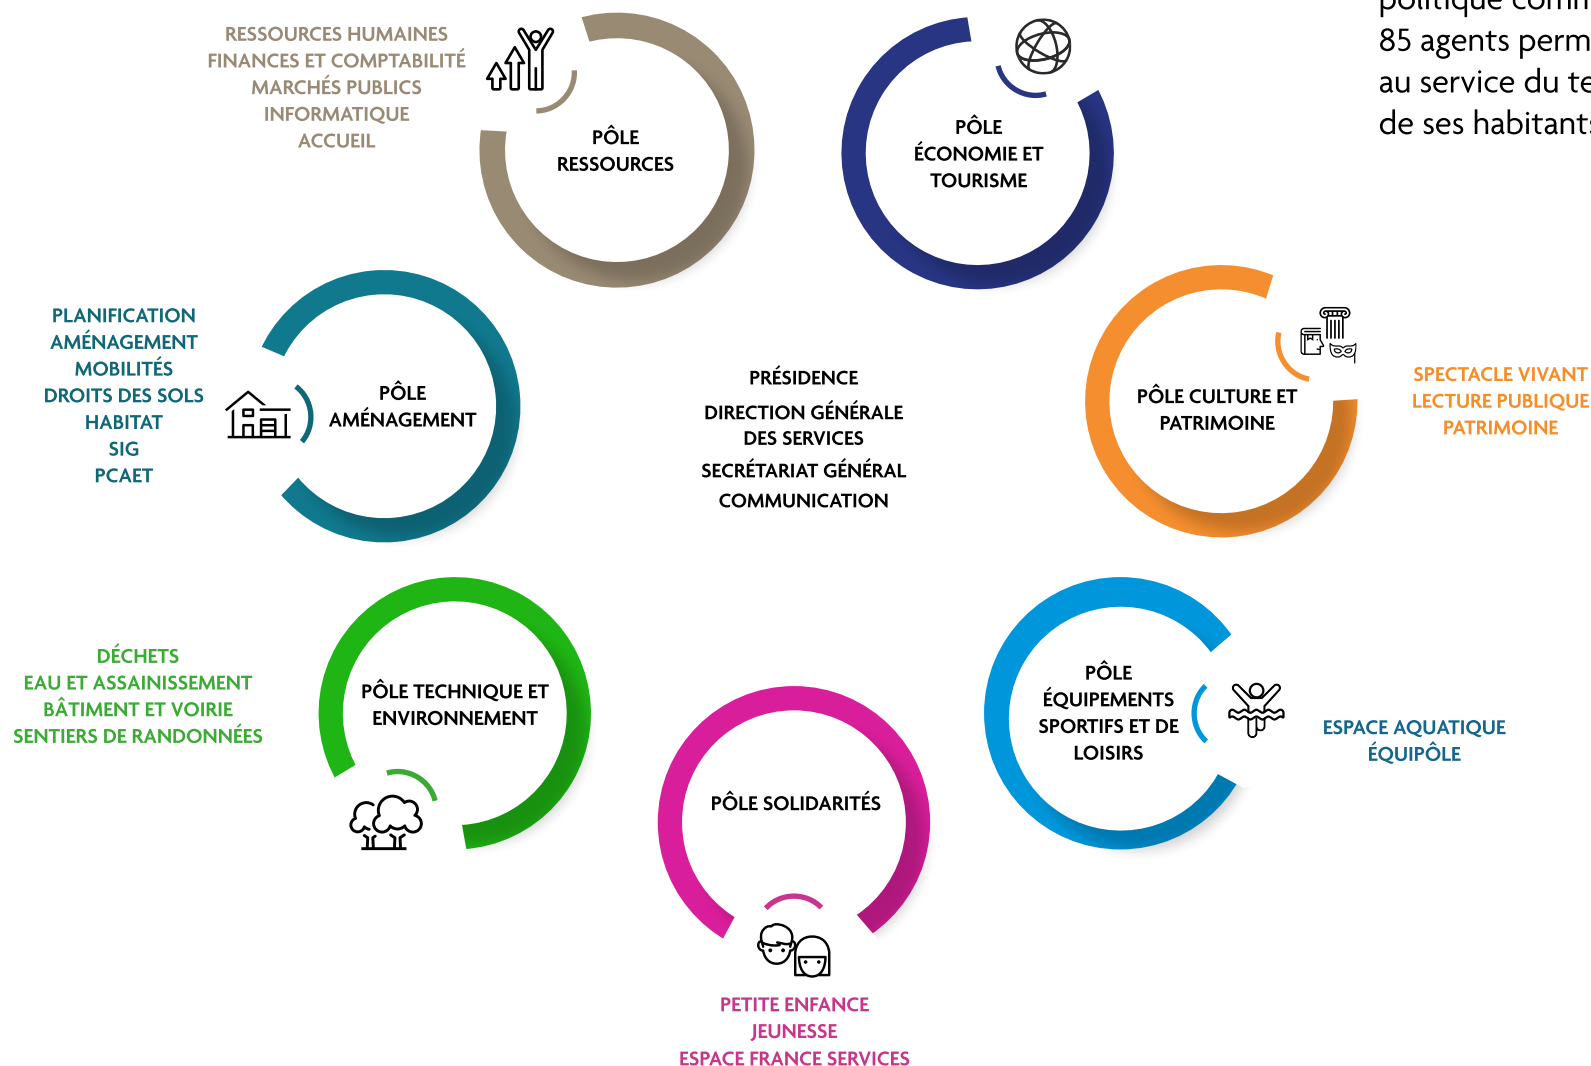 politique comm
85 agents perm
au service du te
de ses habitants
RESSOURCES HUMAINES
FINANCES ET COMPTABILITÉ
MARCHÉS PUBLICS
INFORMATIQUE
ACCUEIL
PÔLE
RESSOURCES
PÔLE
ÉCONOMIE ET
TOURISME
PLANIFICATION
AMÉNAGEMENT
MOBILITÉS
DROITS DES SOLS
HABITAT
SIG
PCAET
PÔLE
AMÉNAGEMENT
PRÉSIDENCE
DIRECTION GÉNÉRALE
DES SERVICES
SECRÉTARIAT GÉNÉRAL
COMMUNICATION
PÔLE CULTURE ET
PATRIMOINE
SPECTACLE VIVANT
LECTURE PUBLIQUE
PATRIMOINE
DÉCHETS
EAU ET ASSAINISSEMENT
BÂTIMENT ET VOIRIE
SENTIERS DE RANDONNÉES
PÔLE TECHNIQUE ET
ENVIRONNEMENT
PÔLE SOLIDARITÉS
PETITE ENFANCE
JEUNESSE
ESPACE FRANCE SERVICES
PÔLE
ÉQUIPEMENTS
SPORTIFS ET DE
LOISIRS
ESPACE AQUATIQUE
ÉQUIPÔLE